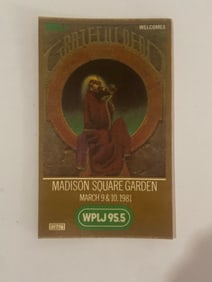 WELCOMES
GRATEFUL DEAD
MADISON SQUARE GARDEN
MARCH 9 & 10, 1981
WPLJ 95.5